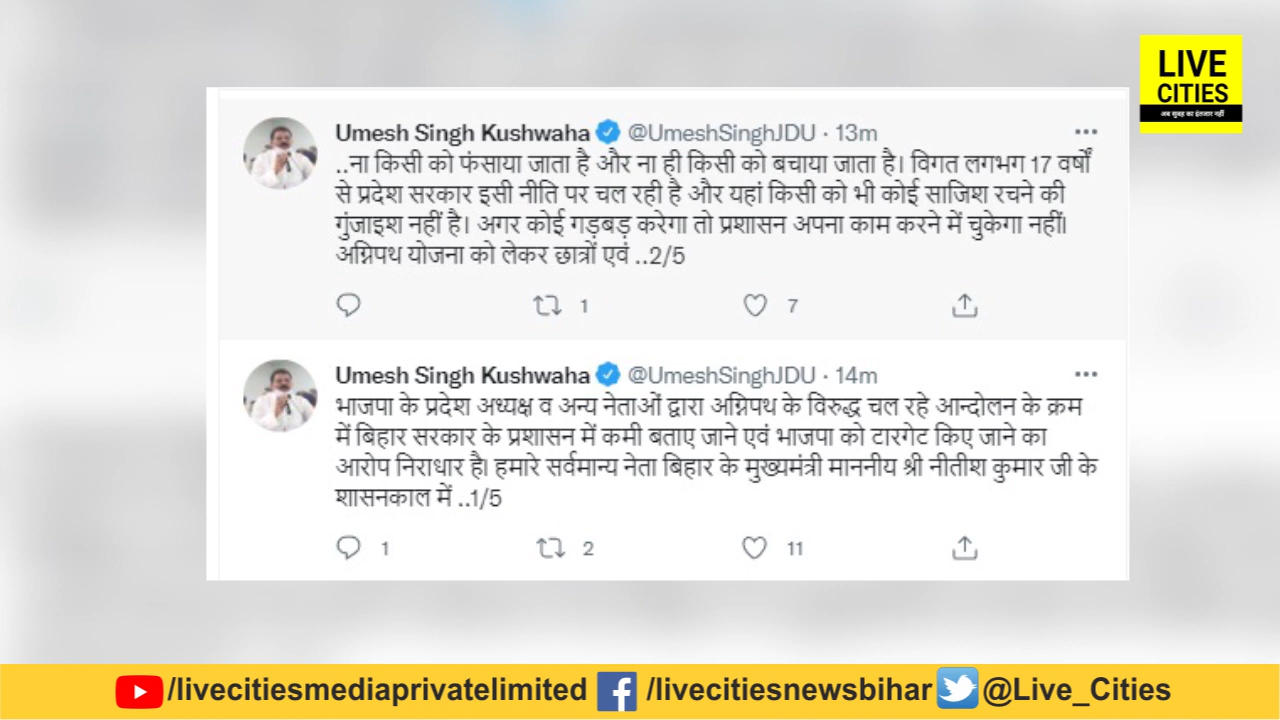 LIVE
CITIES
अब सुबह का इंतजार नहीं
Umesh Singh Kushwaha @UmeshSinghJDU · 13m
..ना किसी को फंसाया जाता है और ना ही किसी को बचाया जाता है। विगत लगभग 17 वर्षों
से प्रदेश सरकार इसी नीति पर चल रही है और यहां किसी को भी कोई साजिश रचने की
गुंजाइश नहीं है। अगर कोई गड़बड़ करेगा तो प्रशासन अपना काम करने में चुकेगा नहीं।
अग्निपथ योजना को लेकर छात्रों एवं ..2/5
1
7
Umesh Singh Kushwaha @UmeshSinghJDU · 14m
भाजपा के प्रदेश अध्यक्ष व अन्य नेताओं द्वारा अग्निपथ के विरुद्ध चल रहे आन्दोलन के क्रम
में बिहार सरकार के प्रशासन में कमी बताए जाने एवं भाजपा को टारगेट किए जाने का
आरोप निराधार है। हमारे सर्वमान्य नेता बिहार के मुख्यमंत्री माननीय श्री नीतीश कुमार जी के
शासनकाल में ..1/5
1
2
11
/livecitiesmediaprivatelimited /livecitiesnewsbihar @Live_Cities